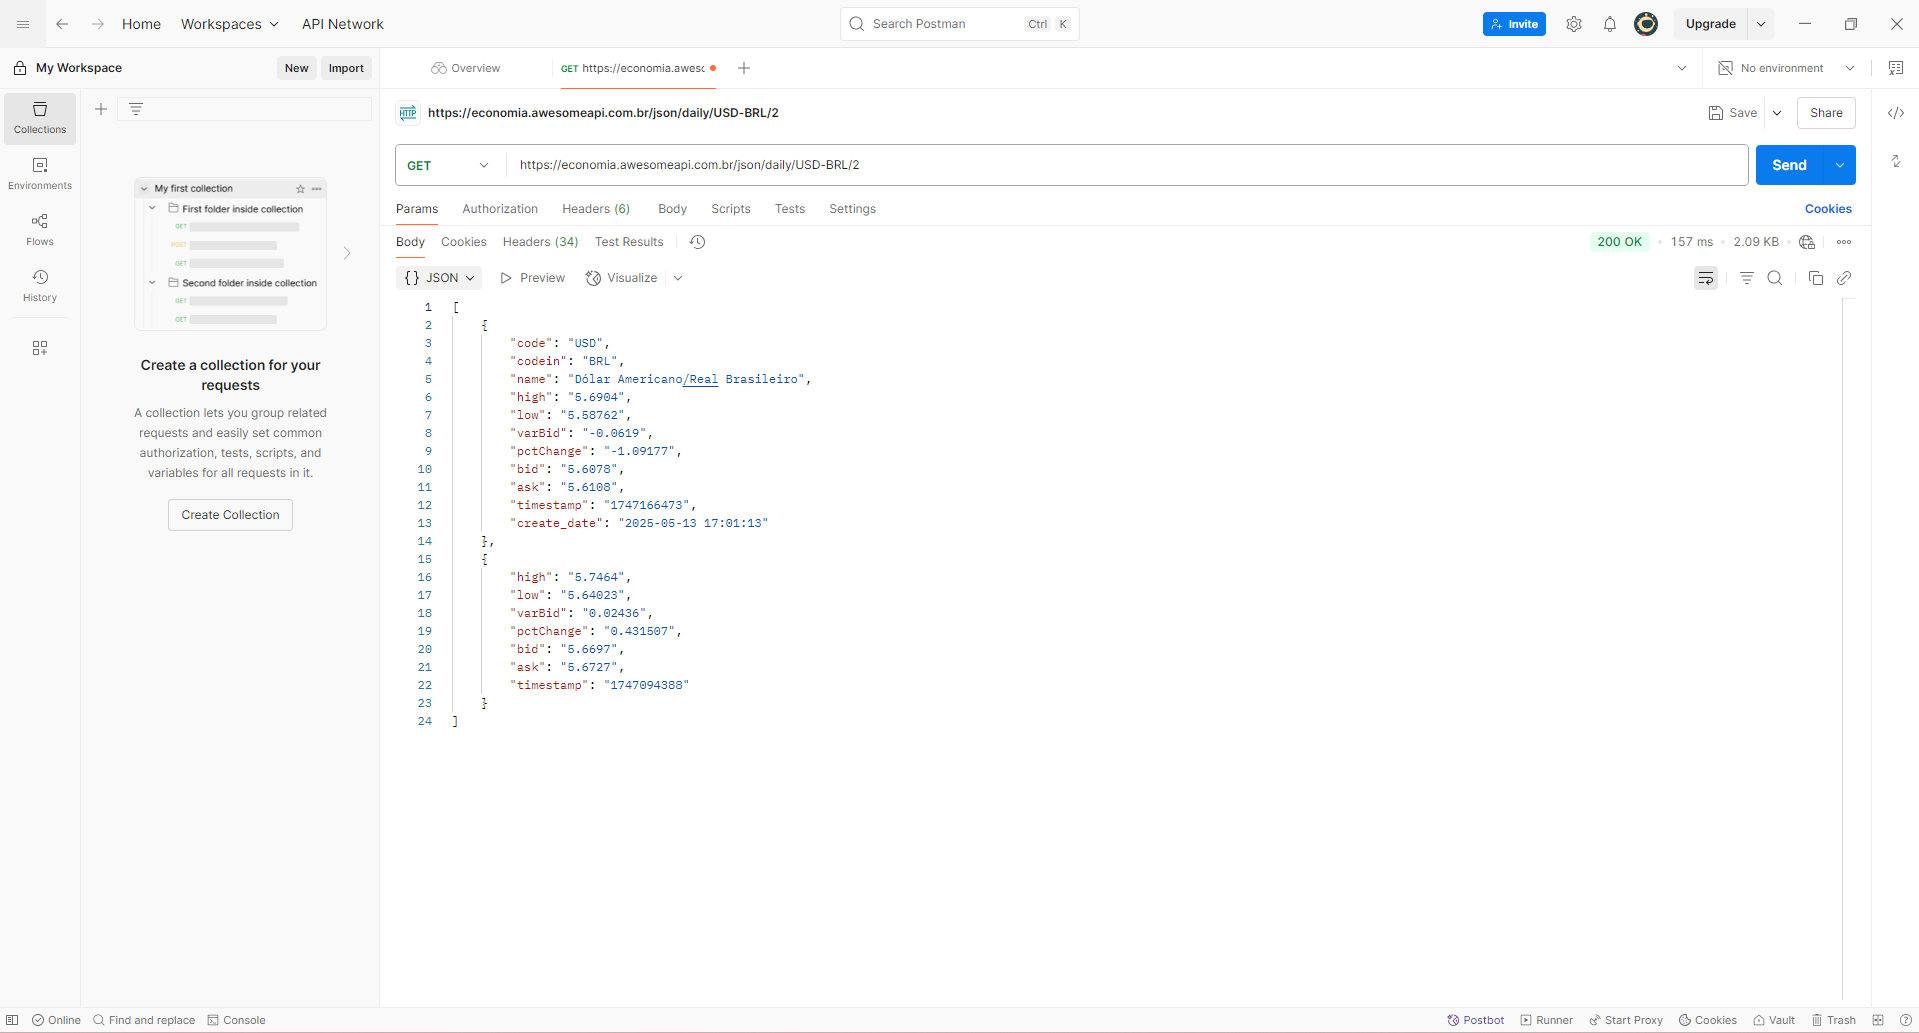 Home Workspaces API Network Search Postman Ctrl K Invite Upgrade
My Workspace New Import Overview GET https://economia.awesc No environment
Collections
Environments
Flows
History
My first collection
First folder inside collection
GET
POST
GET
Second folder inside collection
GET
GET
Create a collection for your
requests
A collection lets you group related
requests and easily set common
authorization, tests, scripts, and
variables for all requests in it.
Create Collection
HTTP https://economia.awesomeapi.com.br/json/daily/USD-BRL/2 Save Share
GET https://economia.awesomeapi.com.br/json/daily/USD-BRL/2 Send
Params Authorization Headers (6) Body Scripts Tests Settings Cookies
Body Cookies Headers (34) Test Results 200 OK • 157 ms • 2.09 KB •
{} JSON Preview Visualize
1 [
2 {
3 "code": "USD",
4 "codein": "BRL",
5 "name": "Dólar Americano/Real Brasileiro",
6 "high": "5.6904",
7 "low": "5.58762",
8 "varBid": "-0.0619",
9 "pctChange": "-1.09177",
10 "bid": "5.6078",
11 "ask": "5.6108",
12 "timestamp": "1747166473",
13 "create_date": "2025-05-13 17:01:13"
14 },
15 {
16 "high": "5.7464",
17 "low": "5.64023",
18 "varBid": "0.02436",
19 "pctChange": "0.431507",
20 "bid": "5.6697",
21 "ask": "5.6727",
22 "timestamp": "1747094388"
23 }
24 ]
Online Find and replace Console Postbot Runner Start Proxy Cookies Vault Trash